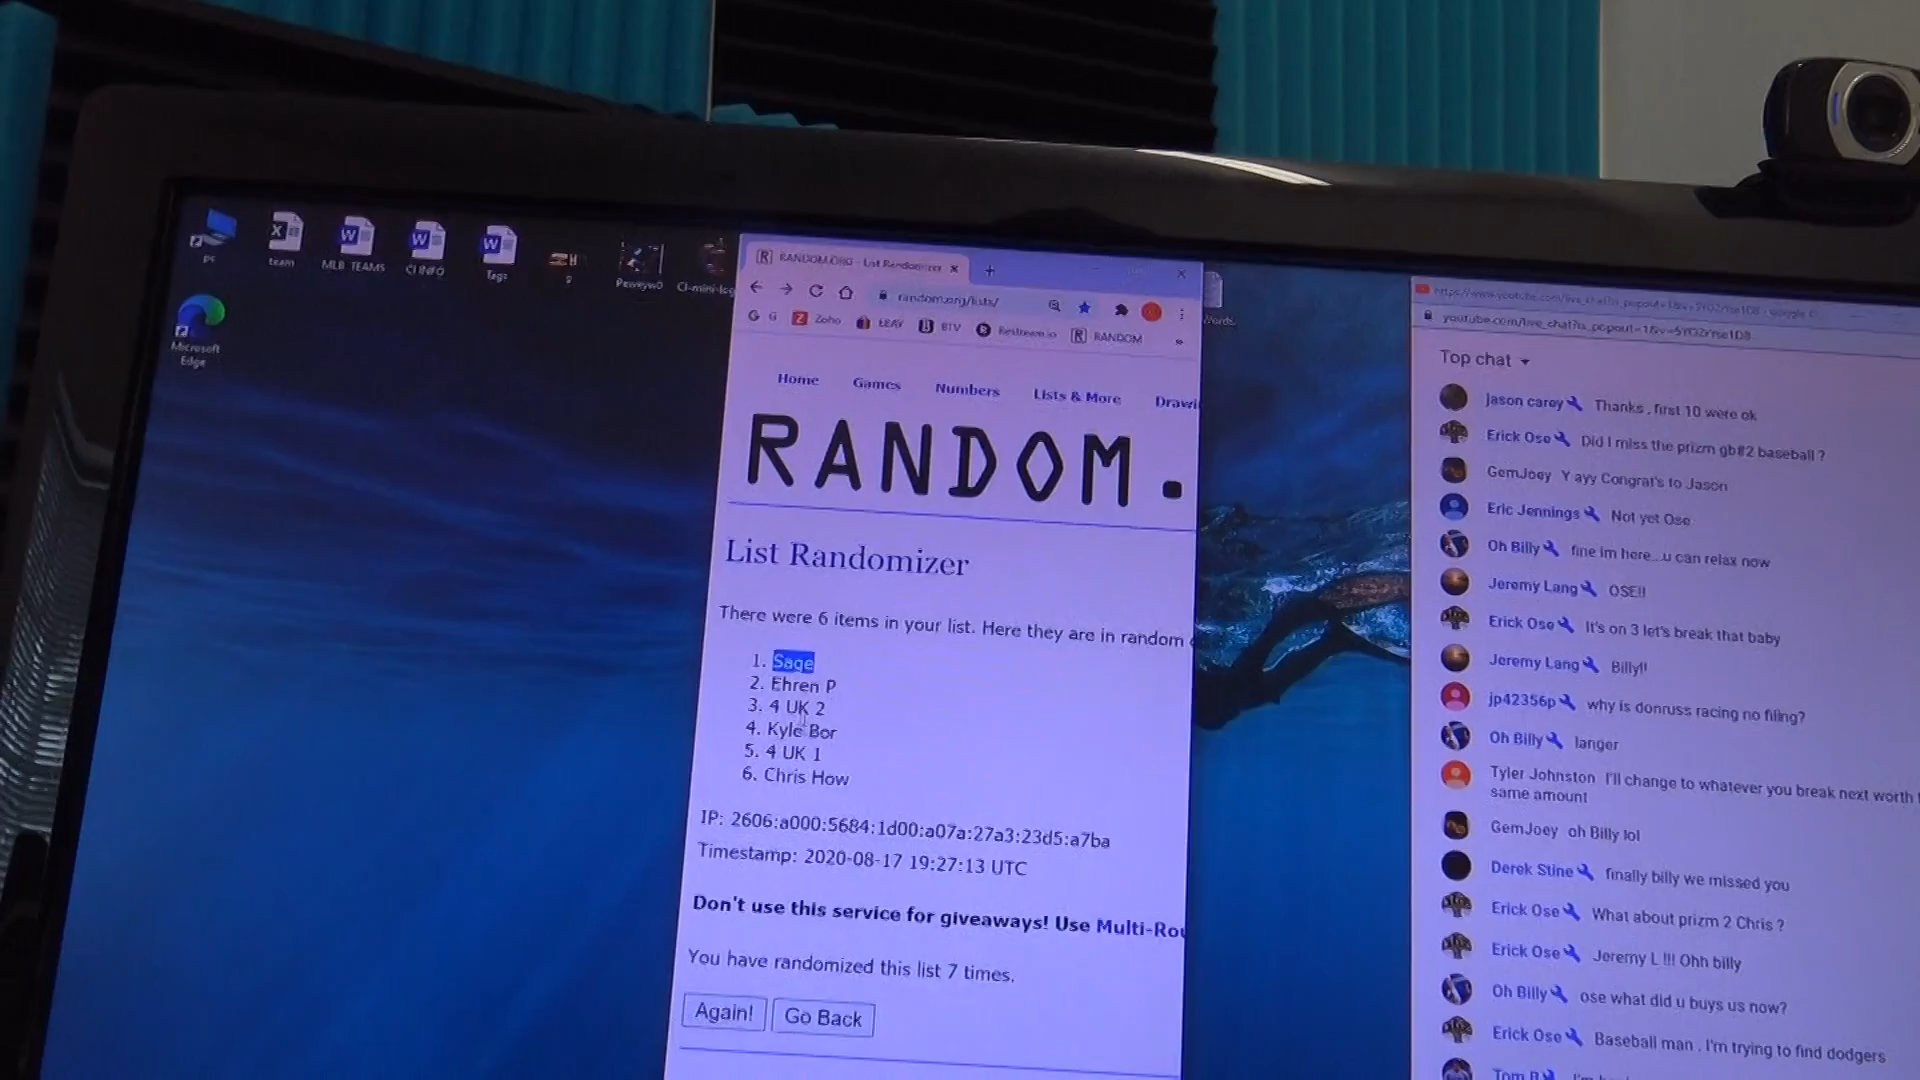 pc
team
MLB TEAMS
CI INFO
Tags
9
Microsoft
Edge
RANDOM.ORG - List Randomizer
random.org/lists/
G
Zoho
EBAY
BTV
Restream.io
RANDOM
»
Home Games Numbers Lists & More
RANDOM.
List Randomizer
There were 6 items in your list. Here they are in random
1. Sage
2. Ehren P
3. 4 UK 2
4. Kyle Bor
5. 4 UK 1
6. Chris How
IP: 2606:a000:5684:1d00:a07a:27a3:23d5:a7ba
Timestamp: 2020-08-17 19:27:13 UTC
Don't use this service for giveaways! Use
You have randomized this list 7 times.
Again! Go Back
Words.
Top chat
Jason carey Thanks , first 10 were ok
Erick Ose Did I miss the prizm gb#2 baseball ?
GemJoey Y ayy Congrat's to Jason
Eric Jennings Not yet Ose
Oh Billy fine im here...u can relax now
Jeremy Lang OSE!!
Erick Ose It's on 3 let's break that baby
Jeremy Lang Billy!!
jp42356p why is donruss racing no filing?
Oh Billy langer
Tyler Johnston I'll change to whatever you break next worth
same amount
GemJoey oh Billy lol
Derek Stine finally billy we missed you
Erick Ose What about prizm 2 Chris ?
Erick Ose Jeremy L !!! Ohh billy
Oh Billy ose what did u buys us now?
Erick Ose Baseball man . I'm trying to find dodgers
Tom B